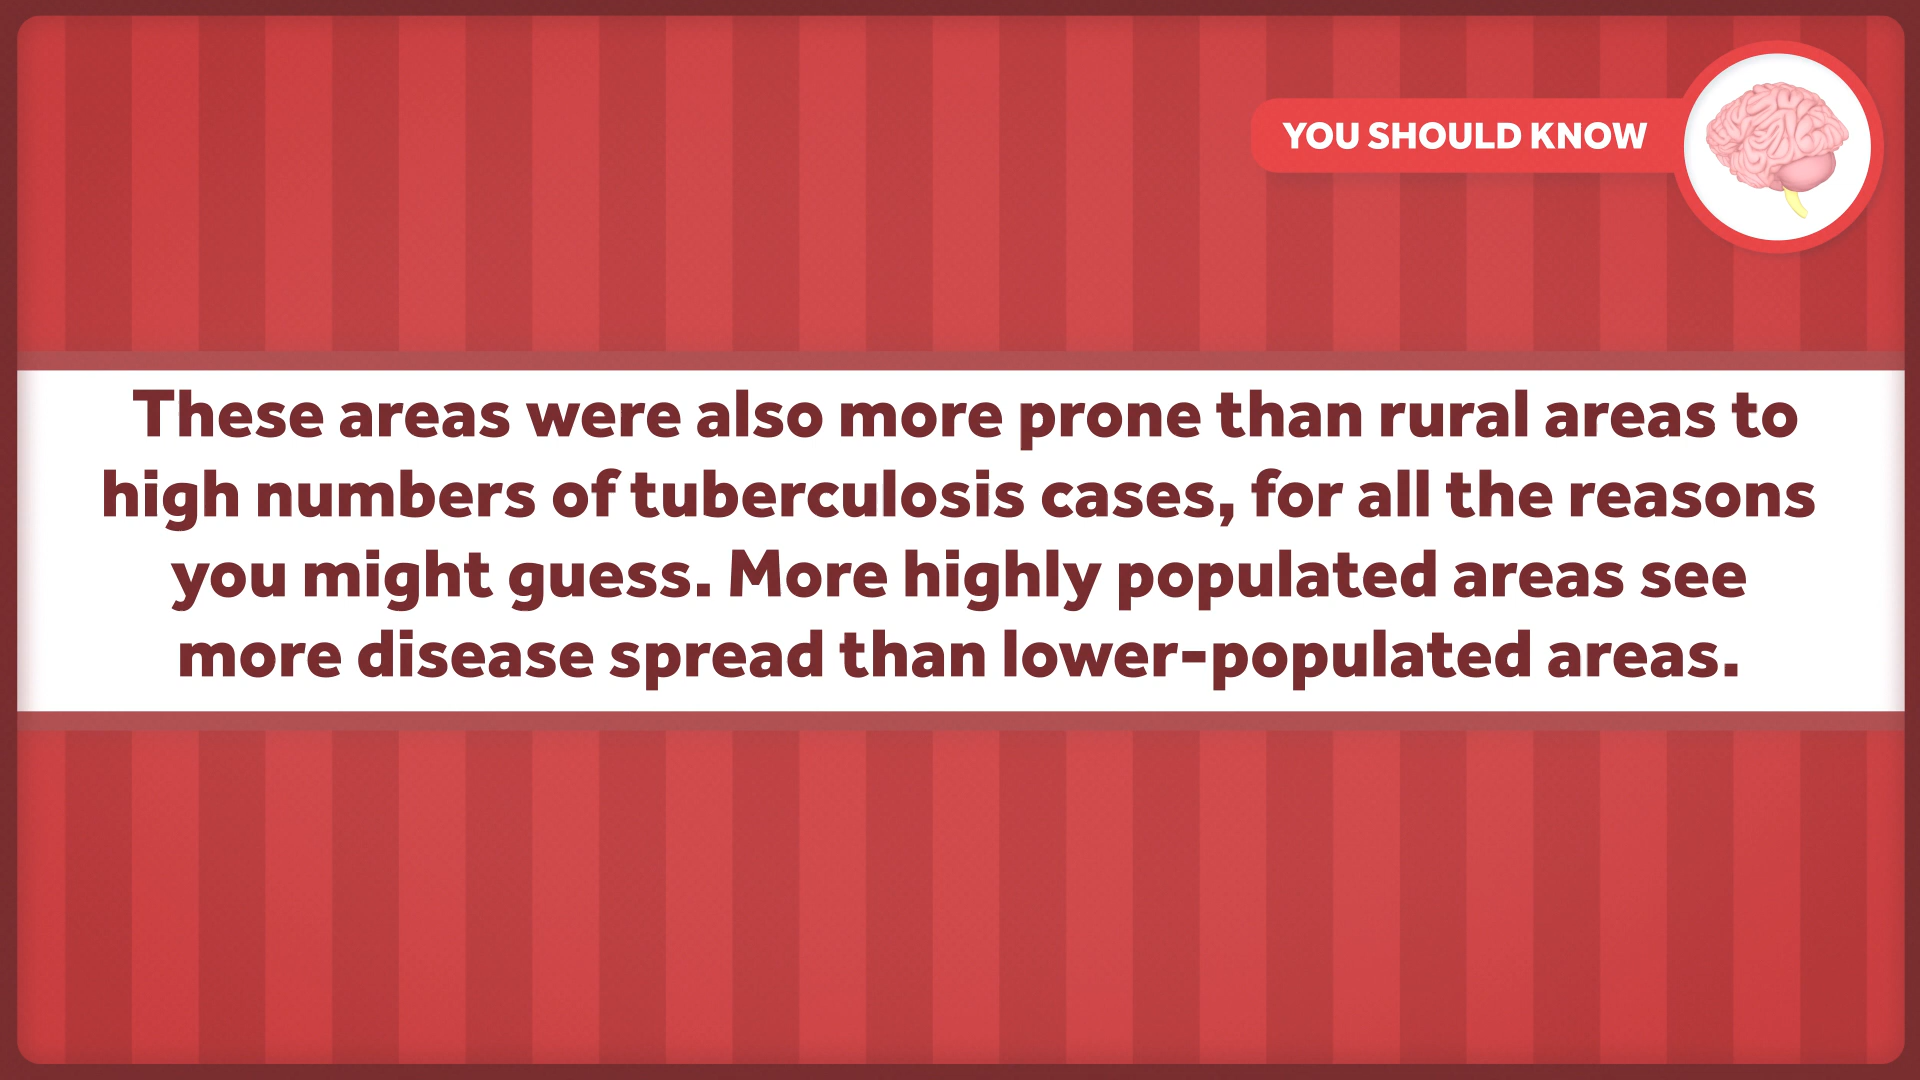 YOU SHOULD KNOW
These areas were also more prone than rural areas to
high numbers of tuberculosis cases, for all the reasons
you might guess. More highly populated areas see
more disease spread than lower-populated areas.